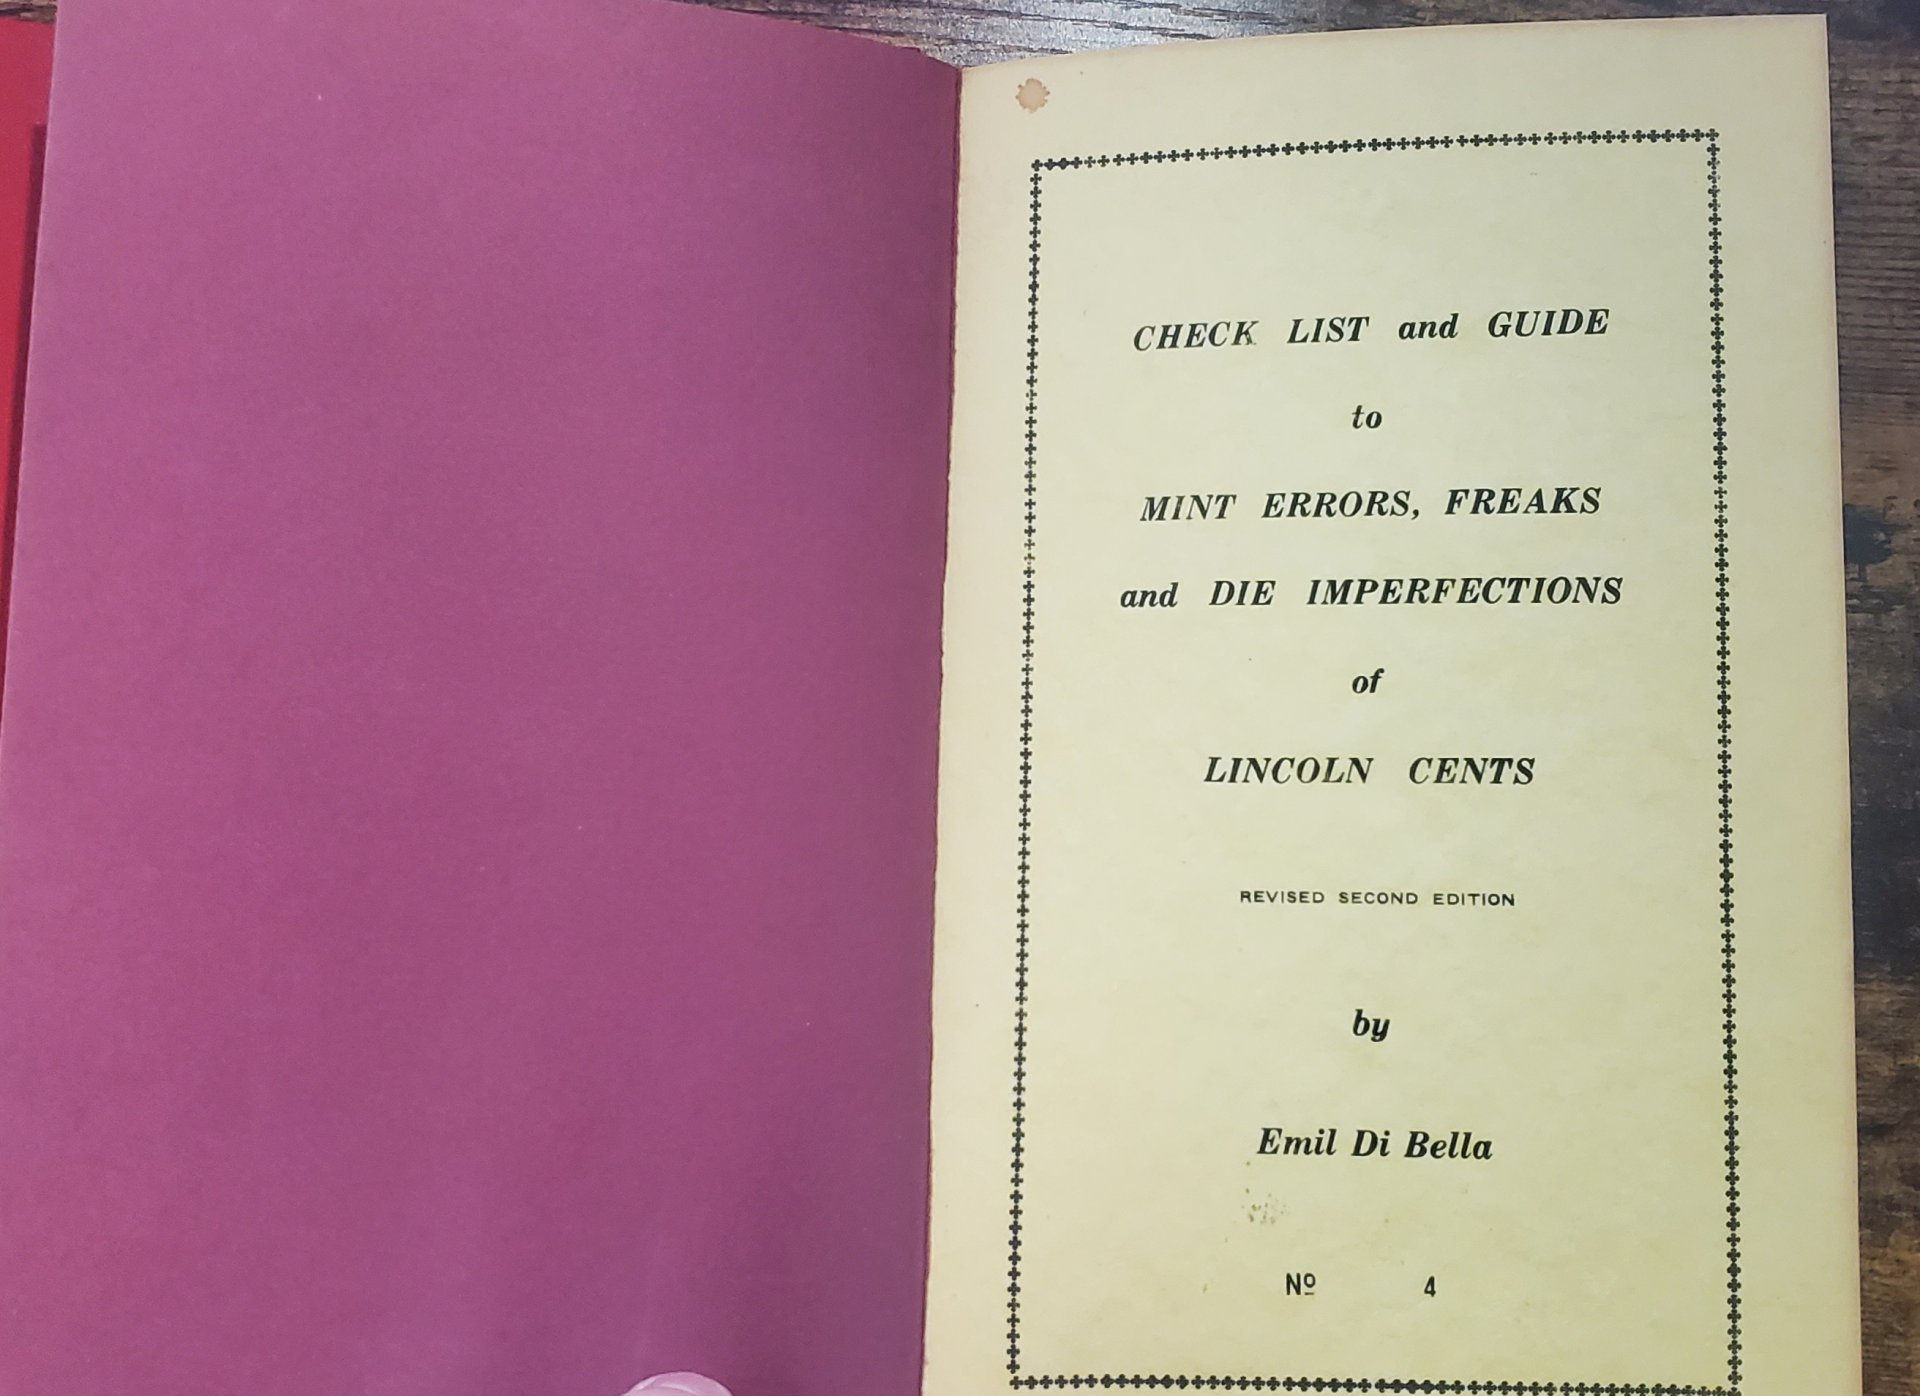 CHECK LIST and GUIDE
to
MINT ERRORS, FREAKS
and DIE IMPERFECTIONS
of
LINCOLN CENTS
REVISED SECOND EDITION
by
Emil Di Bella
Nº 4